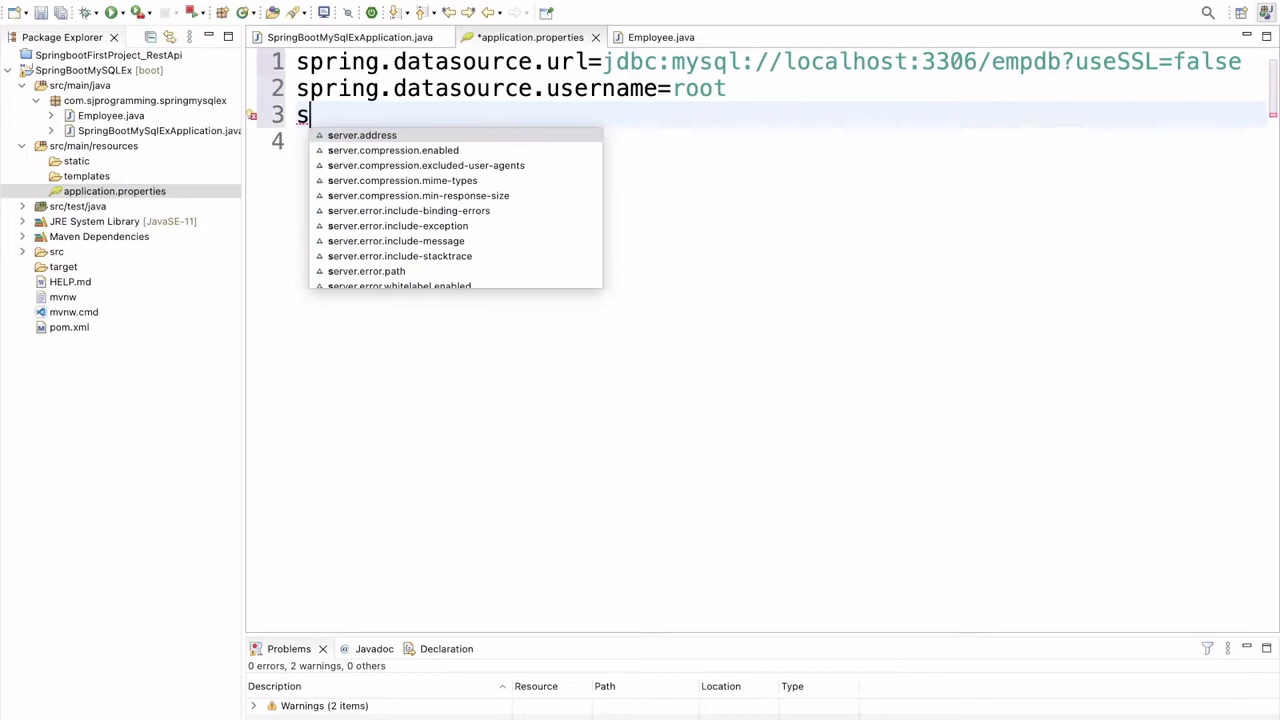 Package Explorer
SpringBootMySqlExApplication.java
*application.properties
Employee.java
SpringbootFirstProject_RestApi
SpringBootMySQLEx [boot]
src/main/java
com.sjprogramming.springmysqlex
Employee.java
SpringBootMySqlExApplication.java
src/main/resources
static
templates
application.properties
src/test/java
JRE System Library [JavaSE-11]
Maven Dependencies
src
target
HELP.md
mvnw
mvnw.cmd
pom.xml
1 spring.datasource.url=jdbc:mysql://localhost:3306/empdb?useSSL=false
2 spring.datasource.username=root
3 s
4
server.address
server.compression.enabled
server.compression.excluded-user-agents
server.compression.mime-types
server.compression.min-response-size
server.error.include-binding-errors
server.error.include-exception
server.error.include-message
server.error.include-stacktrace
server.error.path
server.error.whitelabel.enabled
Problems
@ Javadoc
Declaration
0 errors, 2 warnings, 0 others
Description Resource Path Location Type
Warnings (2 items)